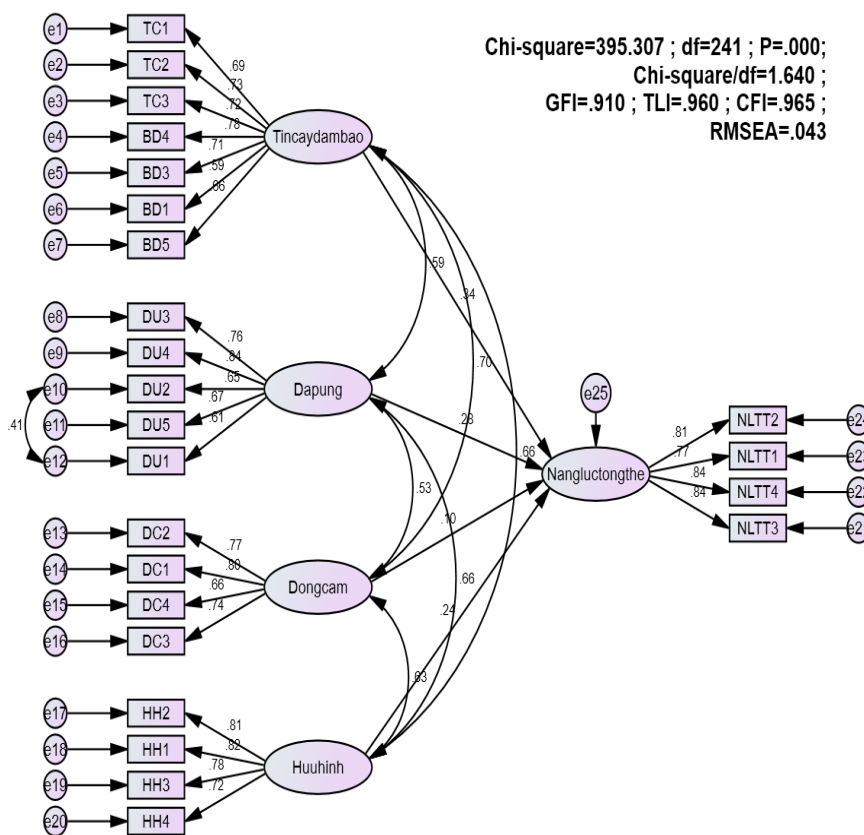 Chi-square=395.307 ; df=241 ; P=.000;
Chi-square/df=1.640 ;
GFI=.910 ; TLI=.960 ; CFI=.965 ;
RMSEA=.043
e1 TC1
e2 TC2
e3 TC3
e4 BD4
e5 BD3
e6 BD1
e7 BD5
.69
.73
.72
.78
.71
.59
.66
Tincaydambao
e8 DU3
e9 DU4
e10 DU2
e11 DU5
e12 DU1
.41
.76
.84
.65
.67
.61
Dapung
e13 DC2
e14 DC1
e15 DC4
e16 DC3
.77
.80
.66
.74
Dongcam
e17 HH2
e18 HH1
e19 HH3
e20 HH4
.81
.82
.78
.72
Huuhinh
.59
.34
.70
.28
.66
.53
.10
.66
.24
.63
e25
Nangluctongthe
.81
.77
.84
.84
NLTT2
NLTT1
NLTT4
NLTT3